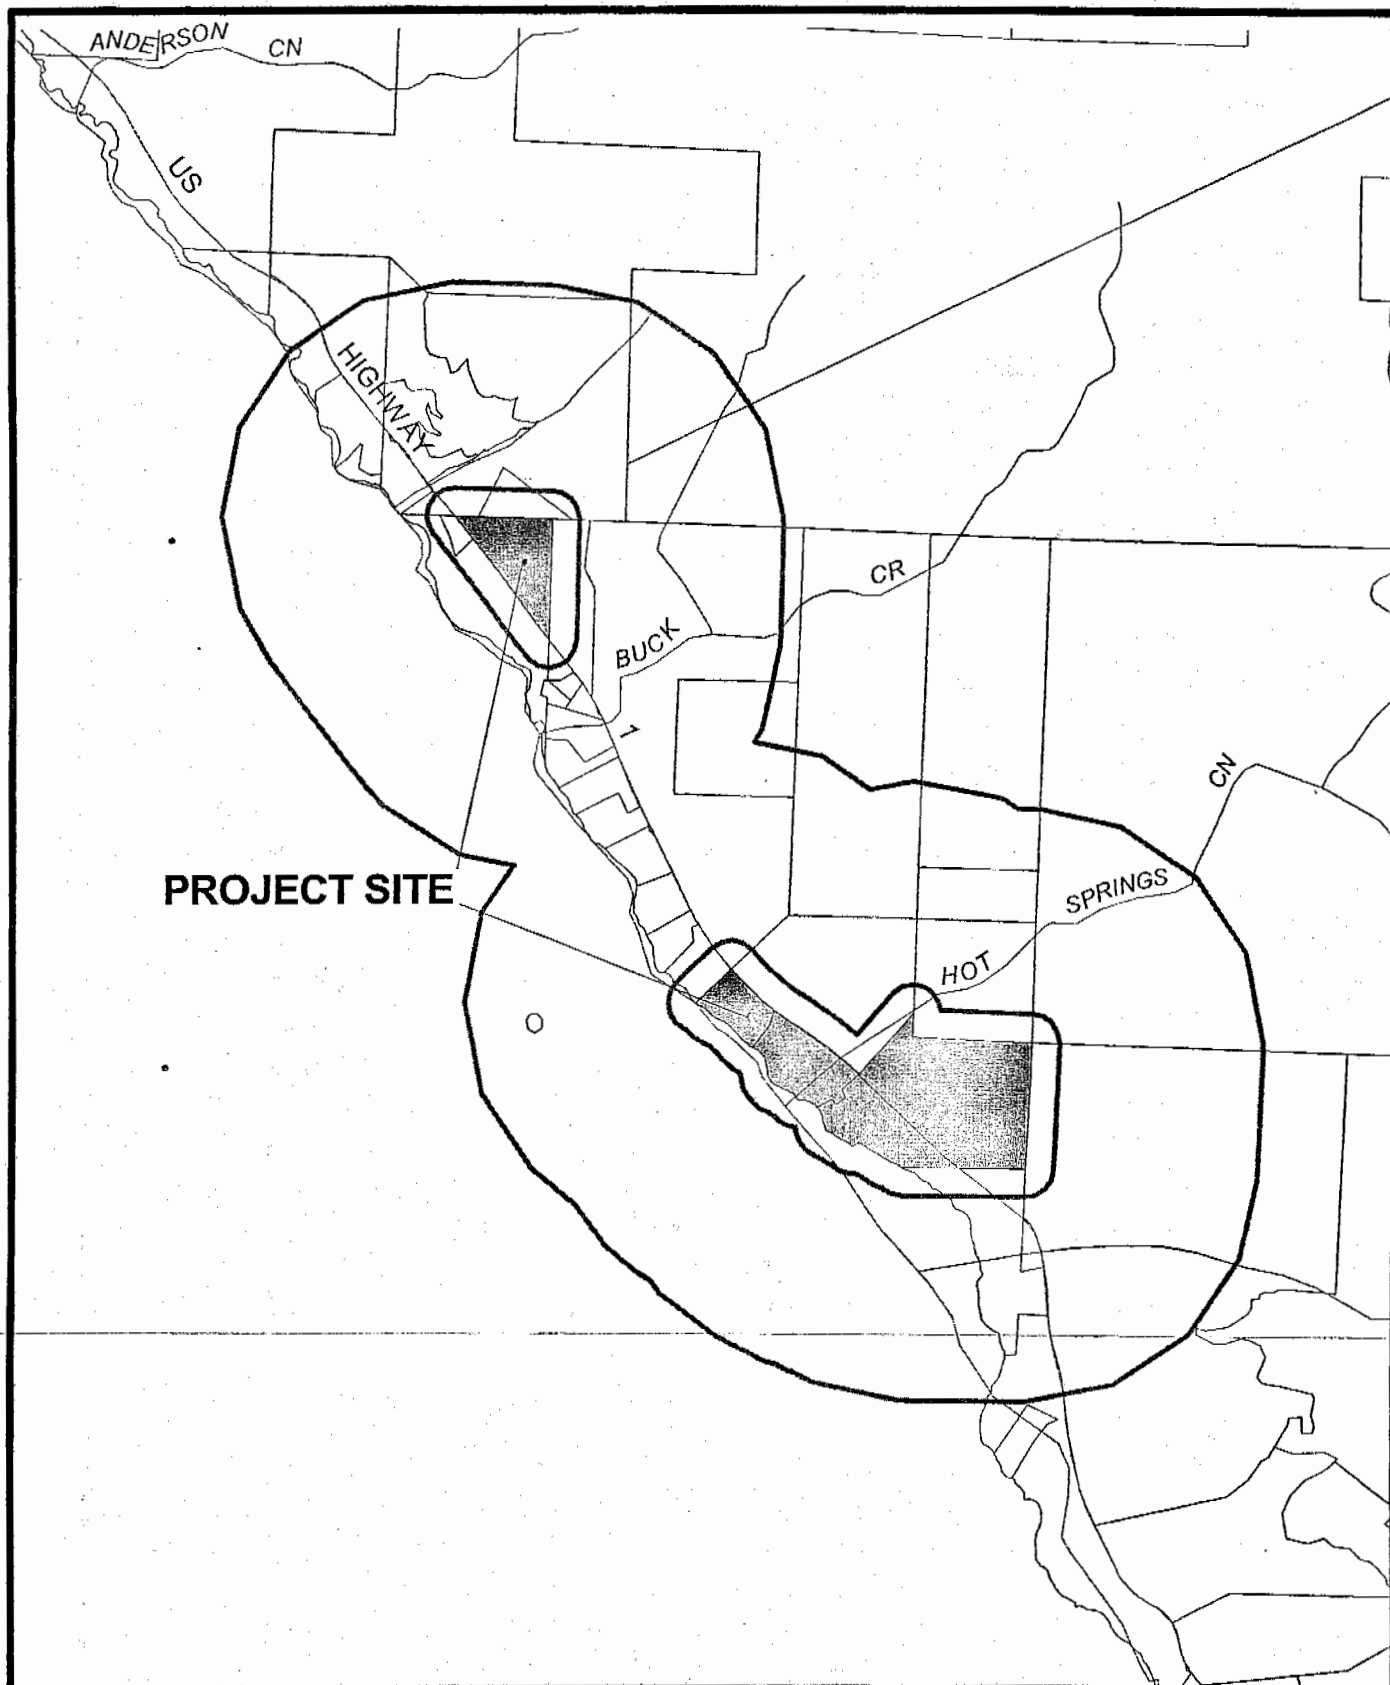 ANDERSON CN
US
HIGHWAY
CR
BUCK
1
CN
PROJECT SITE
SPRINGS
HOT